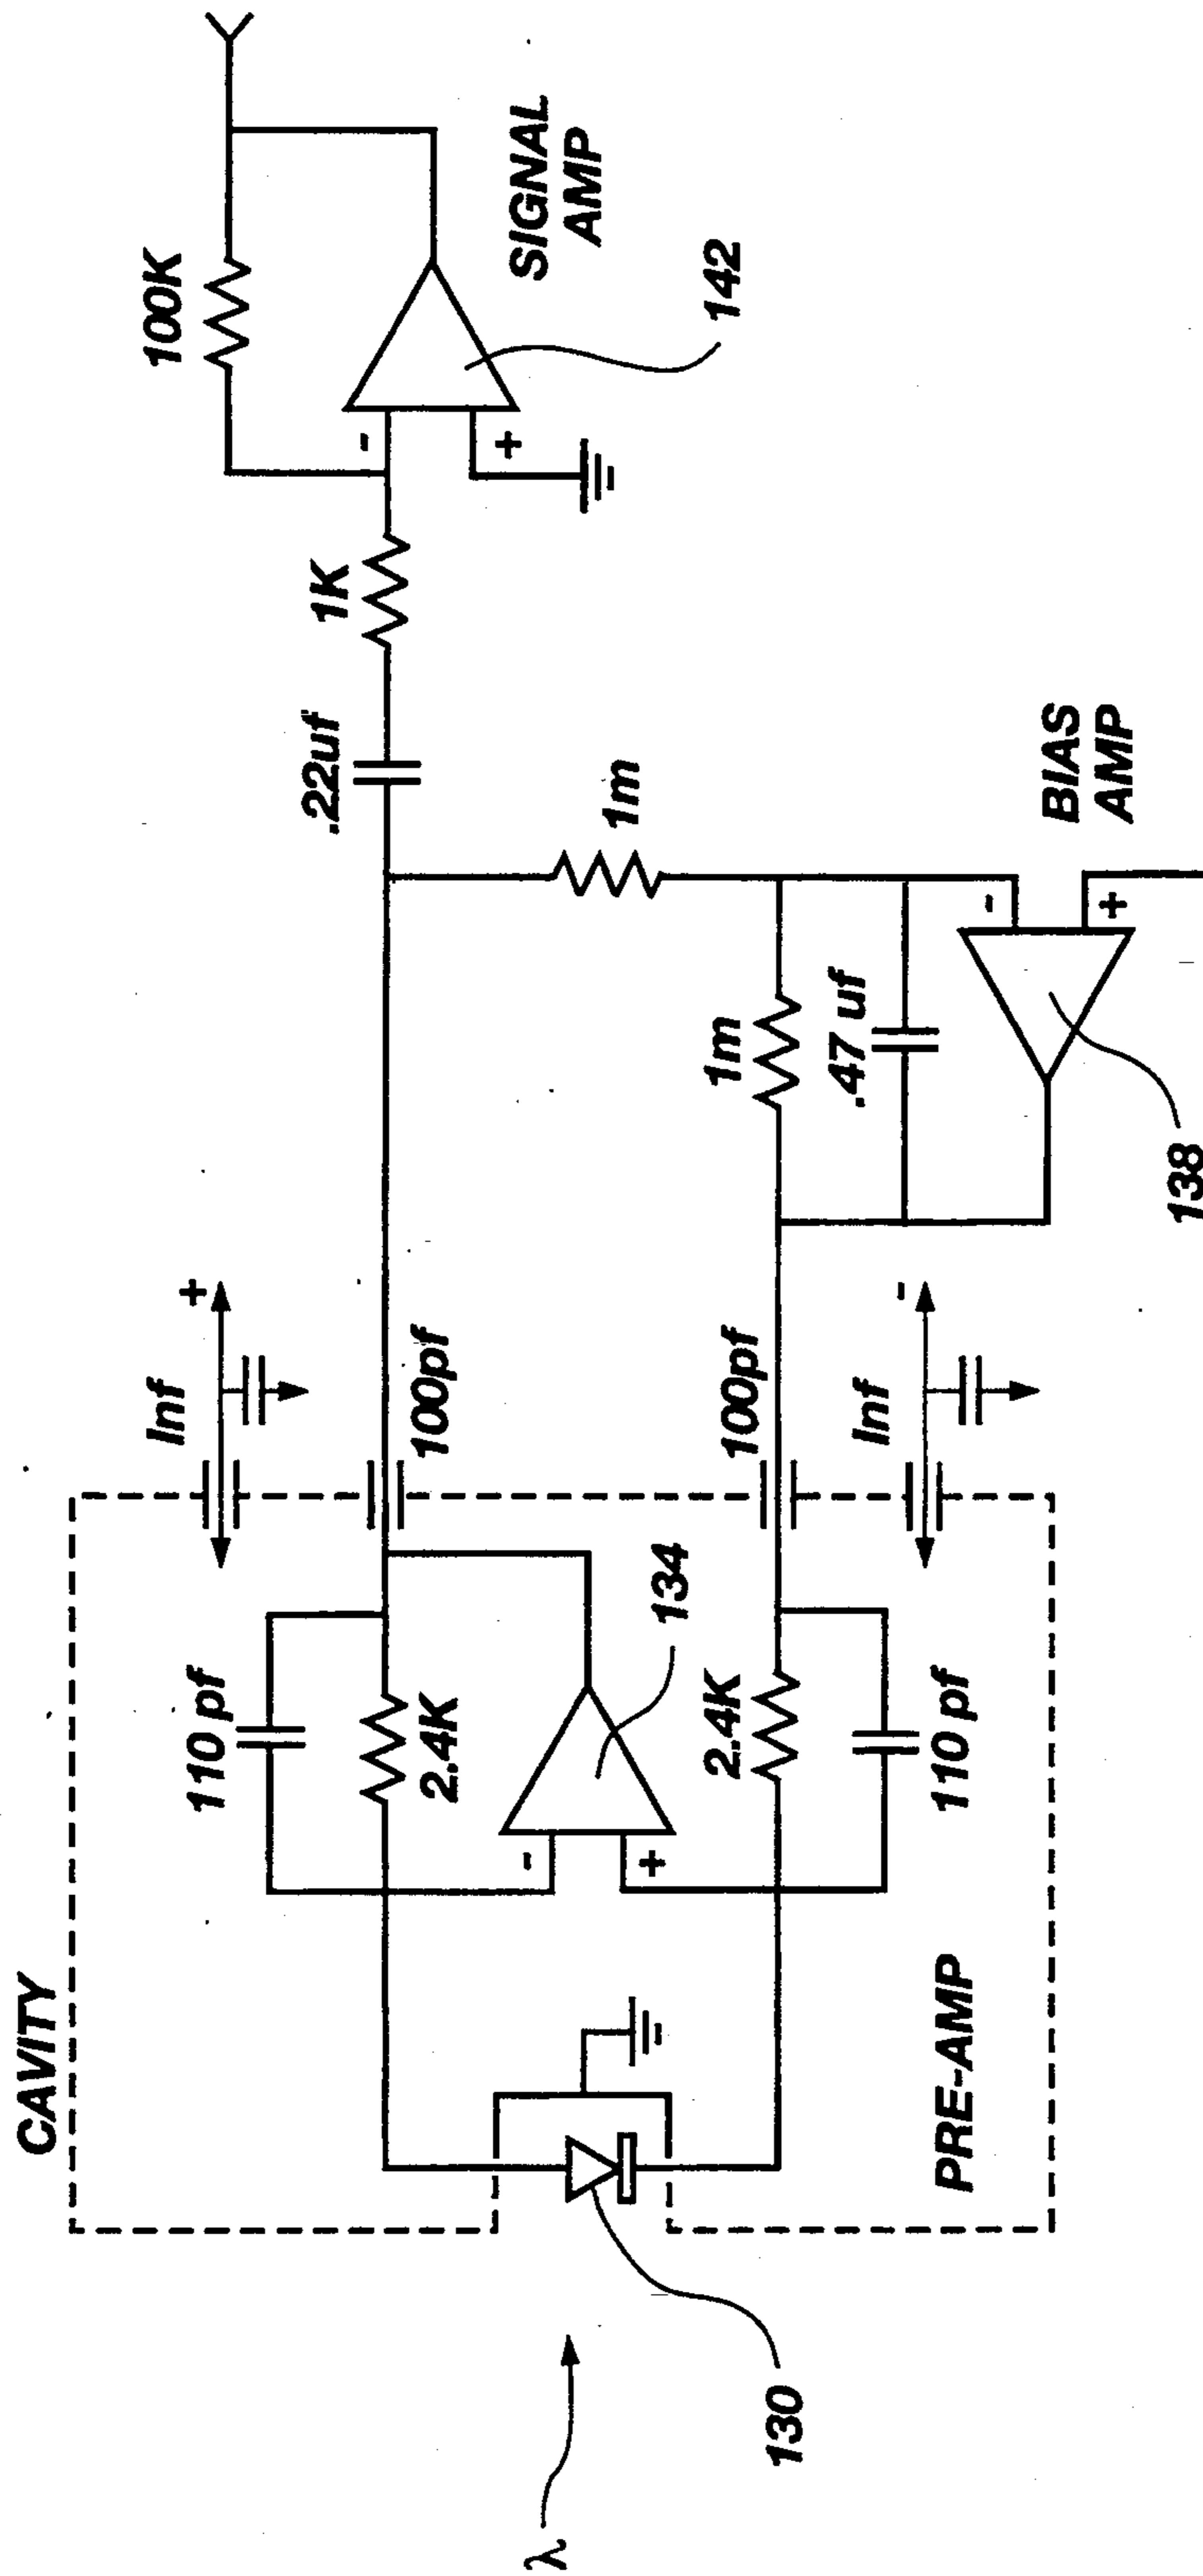 CAVITY
Inf
+
100K
110 pf
.22uf
1K
-
2.4K
100pf
+
SIGNAL
AMP
142
-
+
134
1m
λ
130
2.4K
100pf
1m
.47 uf
110 pf
Inf
-
PRE-AMP
-
+
BIAS
AMP
138